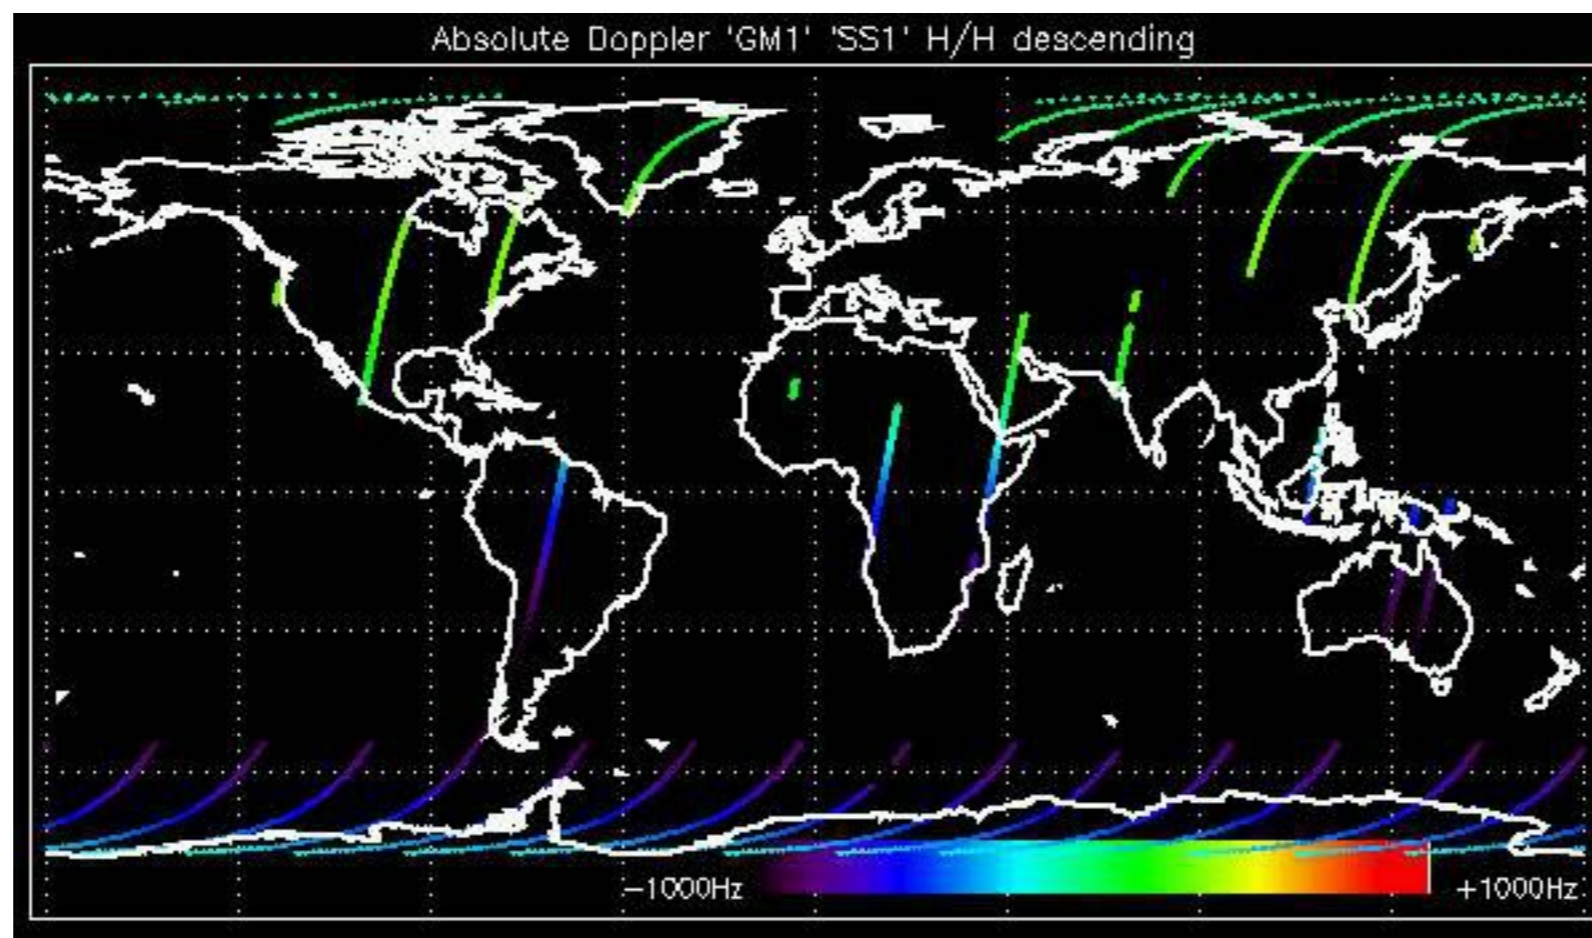 Absolute Doppler 'GM1' 'SS1' H/H descending
-1000Hz +1000Hz